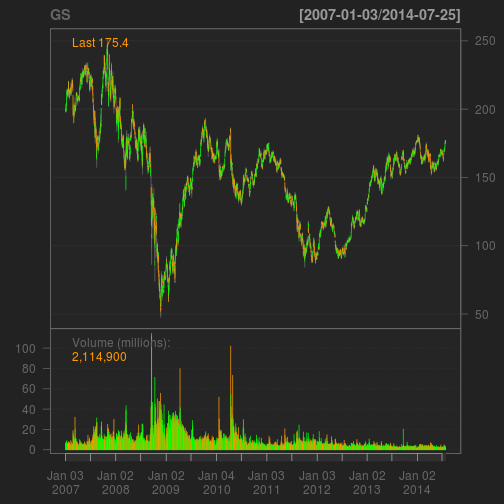 GS [2007-01-03/2014-07-25]
Last 175.4
250
200
150
100
50
Volume (millions):
2,114,900
100
80
60
40
20
0
Jan 03 Jan 02 Jan 02 Jan 04 Jan 03 Jan 03 Jan 02 Jan 02
2007 2008 2009 2010 2011 2012 2013 2014